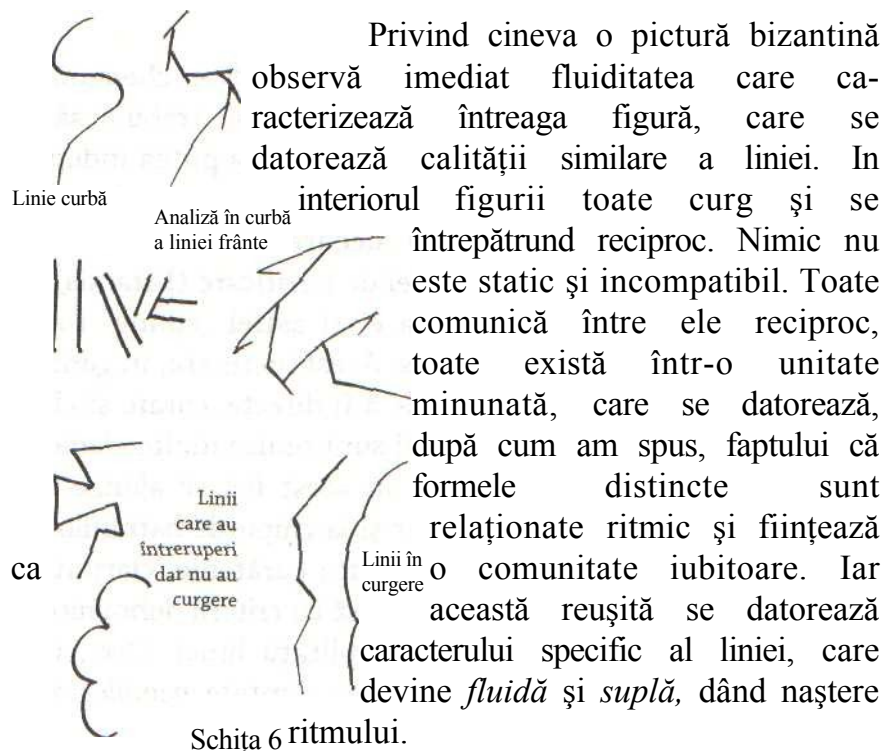 Privind cineva o pictură bizantină
observă imediat fluiditatea care ca-
racterizează întreaga figură, care se
datorează calității similare a liniei. In
Linie curbă
interiorul figurii toate curg şi se
Analiză în curbă
a liniei frânte
întrepătrund reciproc. Nimic nu
este static şi incompatibil. Toate
comunică între ele reciproc,
toate există într-o unitate
minunată, care se datorează,
după cum am spus, faptului că
formele distincte sunt
Linii
care au
întreruperi
dar nu au
curgere
relaționate ritmic şi ființează
Linii în
curgere
ca o comunitate iubitoare. Iar
această reuşită se datorează
caracterului specific al liniei, care
devine fluidă şi suplă, dând naştere
Schița 6
ritmului.